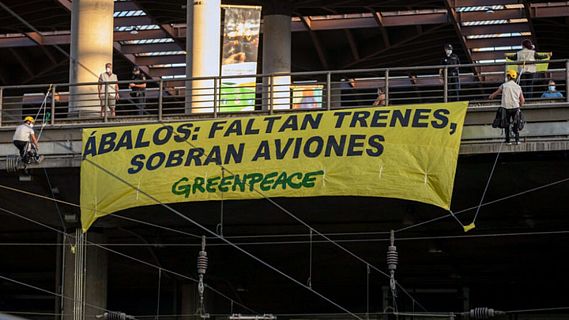 ÁBALOS: FALTAN TRENES,
SOBRAN AVIONES
GREENPEACE